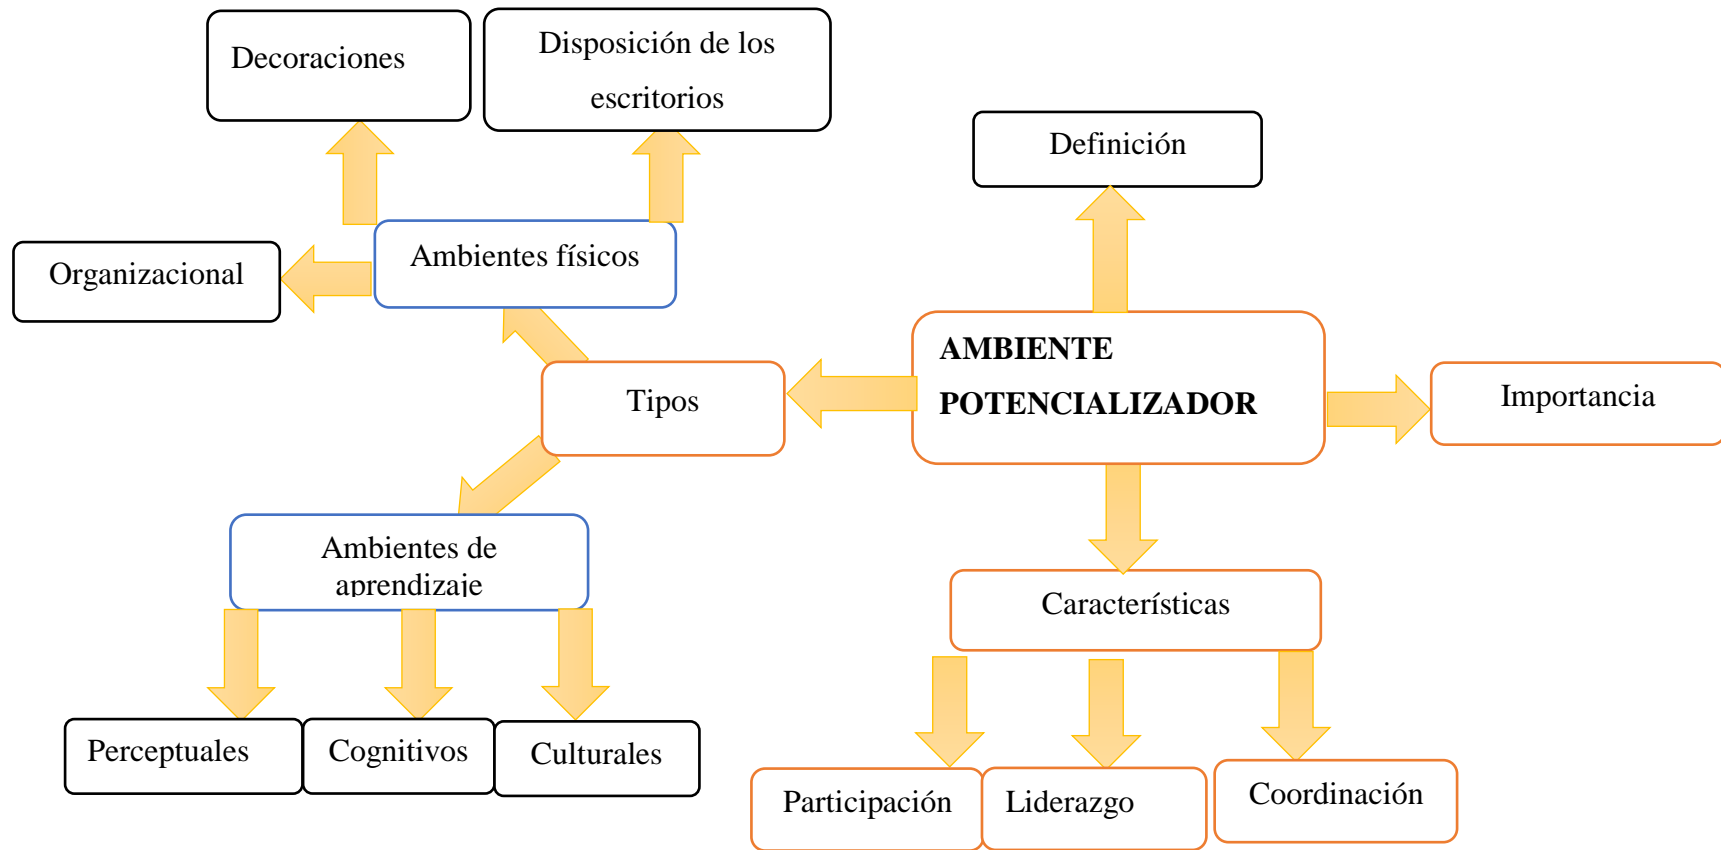 Decoraciones
Disposición de los
escritorios
Definición
Organizacional
Ambientes físicos
AMBIENTE
POTENCIALIZADOR
Tipos
Importancia
Ambientes de
aprendizaje
Características
Perceptuales
Cognitivos
Culturales
Participación
Liderazgo
Coordinación